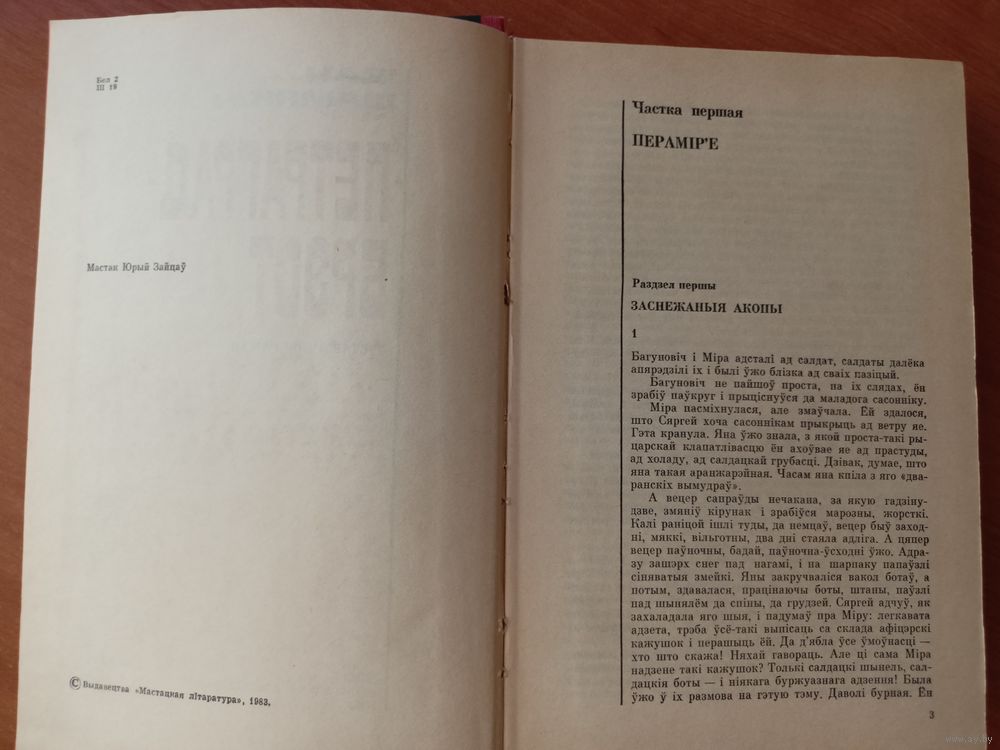 Бел 2
Ш 19
Мастак Юрый Зайцаў
© Выдавецтва «Мастацкая літаратура», 1983.
Частка першая
ПЕРАМІР'Е
Раздзел першы
ЗАСНЕЖАНЫЯ АКОПЫ
1
Багуновіч і Міра адсталі ад салдат, салдаты далёка
апярэдзілі іх і былі ўжо блізка ад сваіх пазіцый.
Багуновіч не пайшоў проста, па іх слядах, ён
зрабіў паўкруг і прыціснуўся да маладога сасонніку.
Міра пасміхнулася, але змаўчала. Ёй здалося,
што Сяргей хоча сасоннікам прыкрыць ад ветру яе.
Гэта кранула. Яна ўжо знала, з якой проста-такі ры-
царскай клапатлівасцю ён ахоўвае яе ад прастуды,
ад холаду, ад салдацкай грубасці. Дзівак, думае, што
яна такая аранжарэйная. Часам яна кпіла з яго «два-
ранскіх вымудраў».
А вецер сапраўды нечакана, за якую гадзіну-
дзве, змяніў кірунак і зрабіўся марозны, жорсткі.
Калі раніцой ішлі туды, да немцаў, вецер быў заход-
ні, мяккі, вільготны, два дні стаяла адліга. А цяпер
вецер паўночны, бадай, паўночна-ўсходні ўжо. Адра-
зу зашэрх снег пад нагамі, і па шарпаку папаўзлі
сіняватыя змейкі. Яны закручваліся вакол ботаў, а
потым, здавалася, праціналі боты, штаны, паўзлі
пад шынялём да спіны, да грудзей. Сяргей адчуў, як
захаладала яго шыя, і падумаў пра Міру: легкавата
адзета, трэба ўсё-такі выпісаць са склада афіцэрскі
кажушок і перашыць ёй. Да д'ябла ўсе ўмоўнасці —
хто што скажа! Няхай гавораць. Але ці сама Міра
надзене такі кажушок? Толькі салдацкі шынель, сал-
дацкія боты — і ніякага буржуазнага адзення! Была
ўжо ў іх размова на гэтую тэму. Даволі бурная. Ён
3
www.ay.by